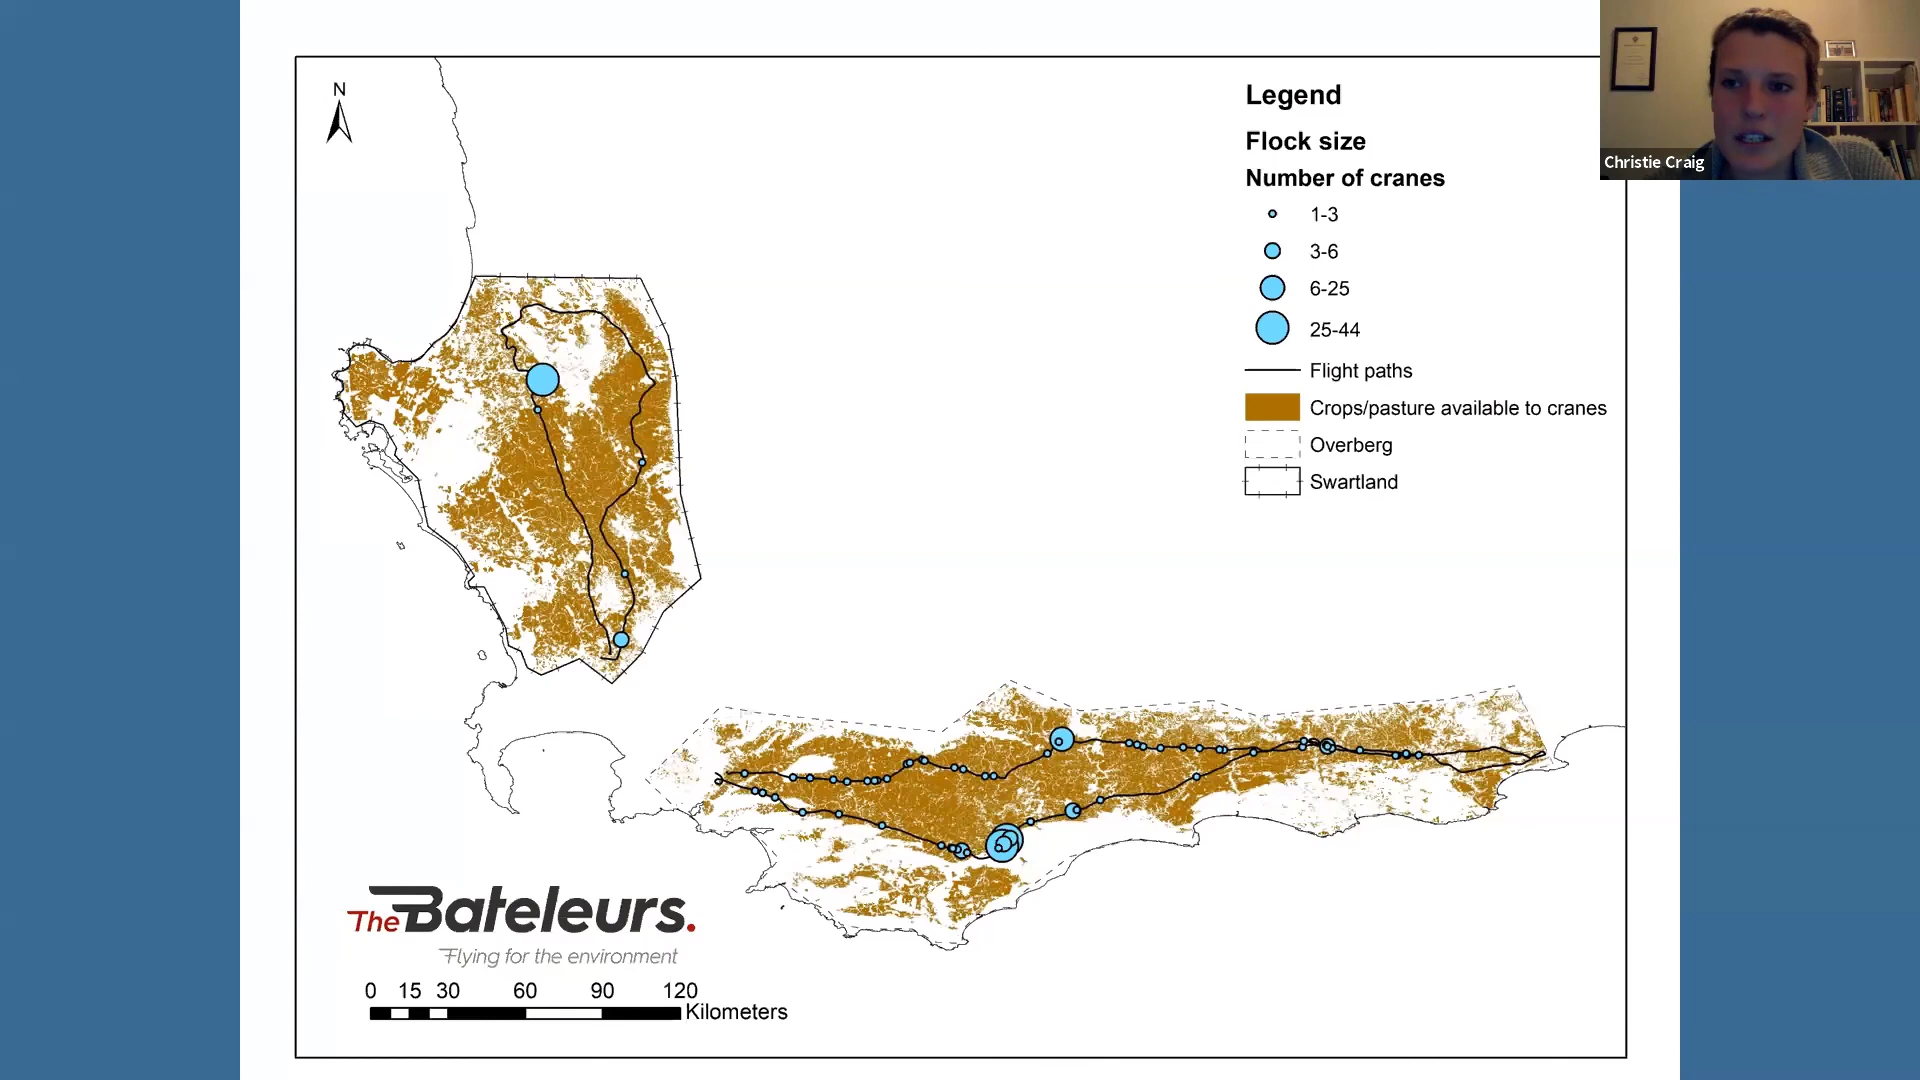 N
Legend
Flock size
Number of cranes
1-3
3-6
6-25
25-44
Flight paths
Crops/pasture available to cranes
Overberg
Swartland
Christie Craig
The Bateleurs.
Flying for the environment
0 15 30 60 90 120
Kilometers